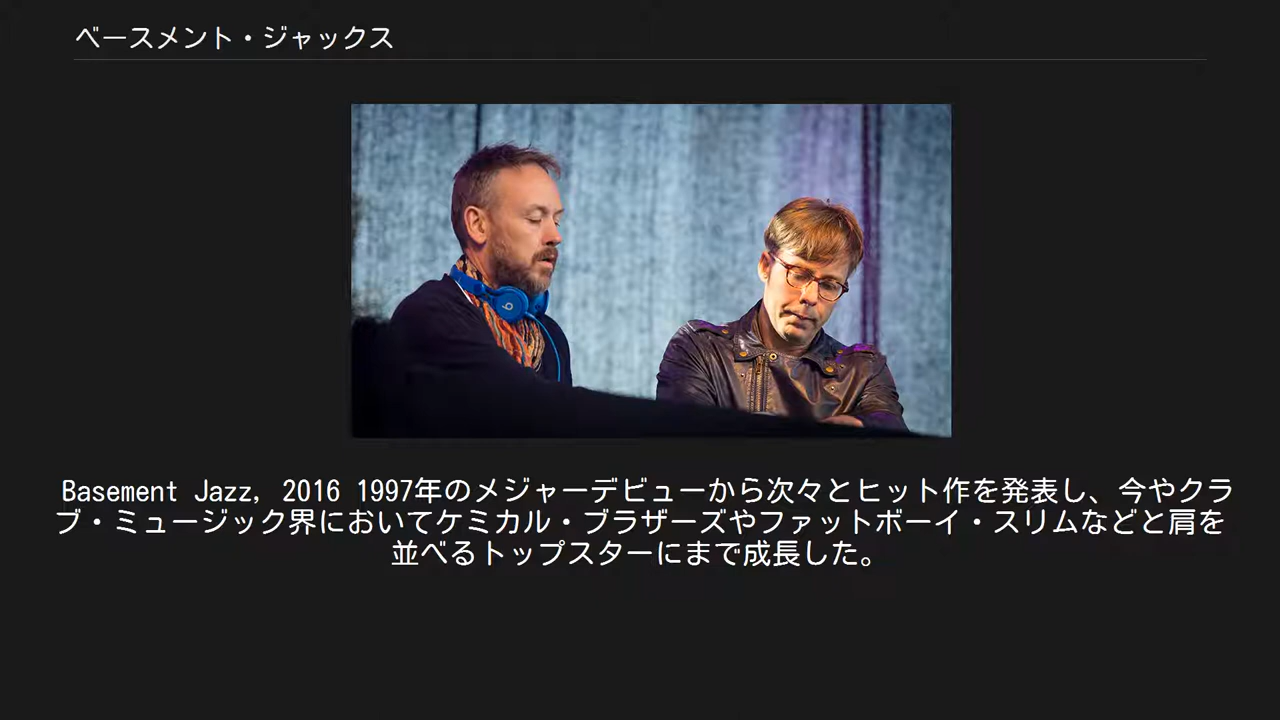 ベースメント・ジャックス
Basement Jazz, 2016 1997年のメジャーデビューから次々とヒット作を発表し、今やクラ
ブ・ミュージック界においてケミカル・ブラザーズやファットボーイ・スリムなどと肩を
並べるトップスターにまで成長した。